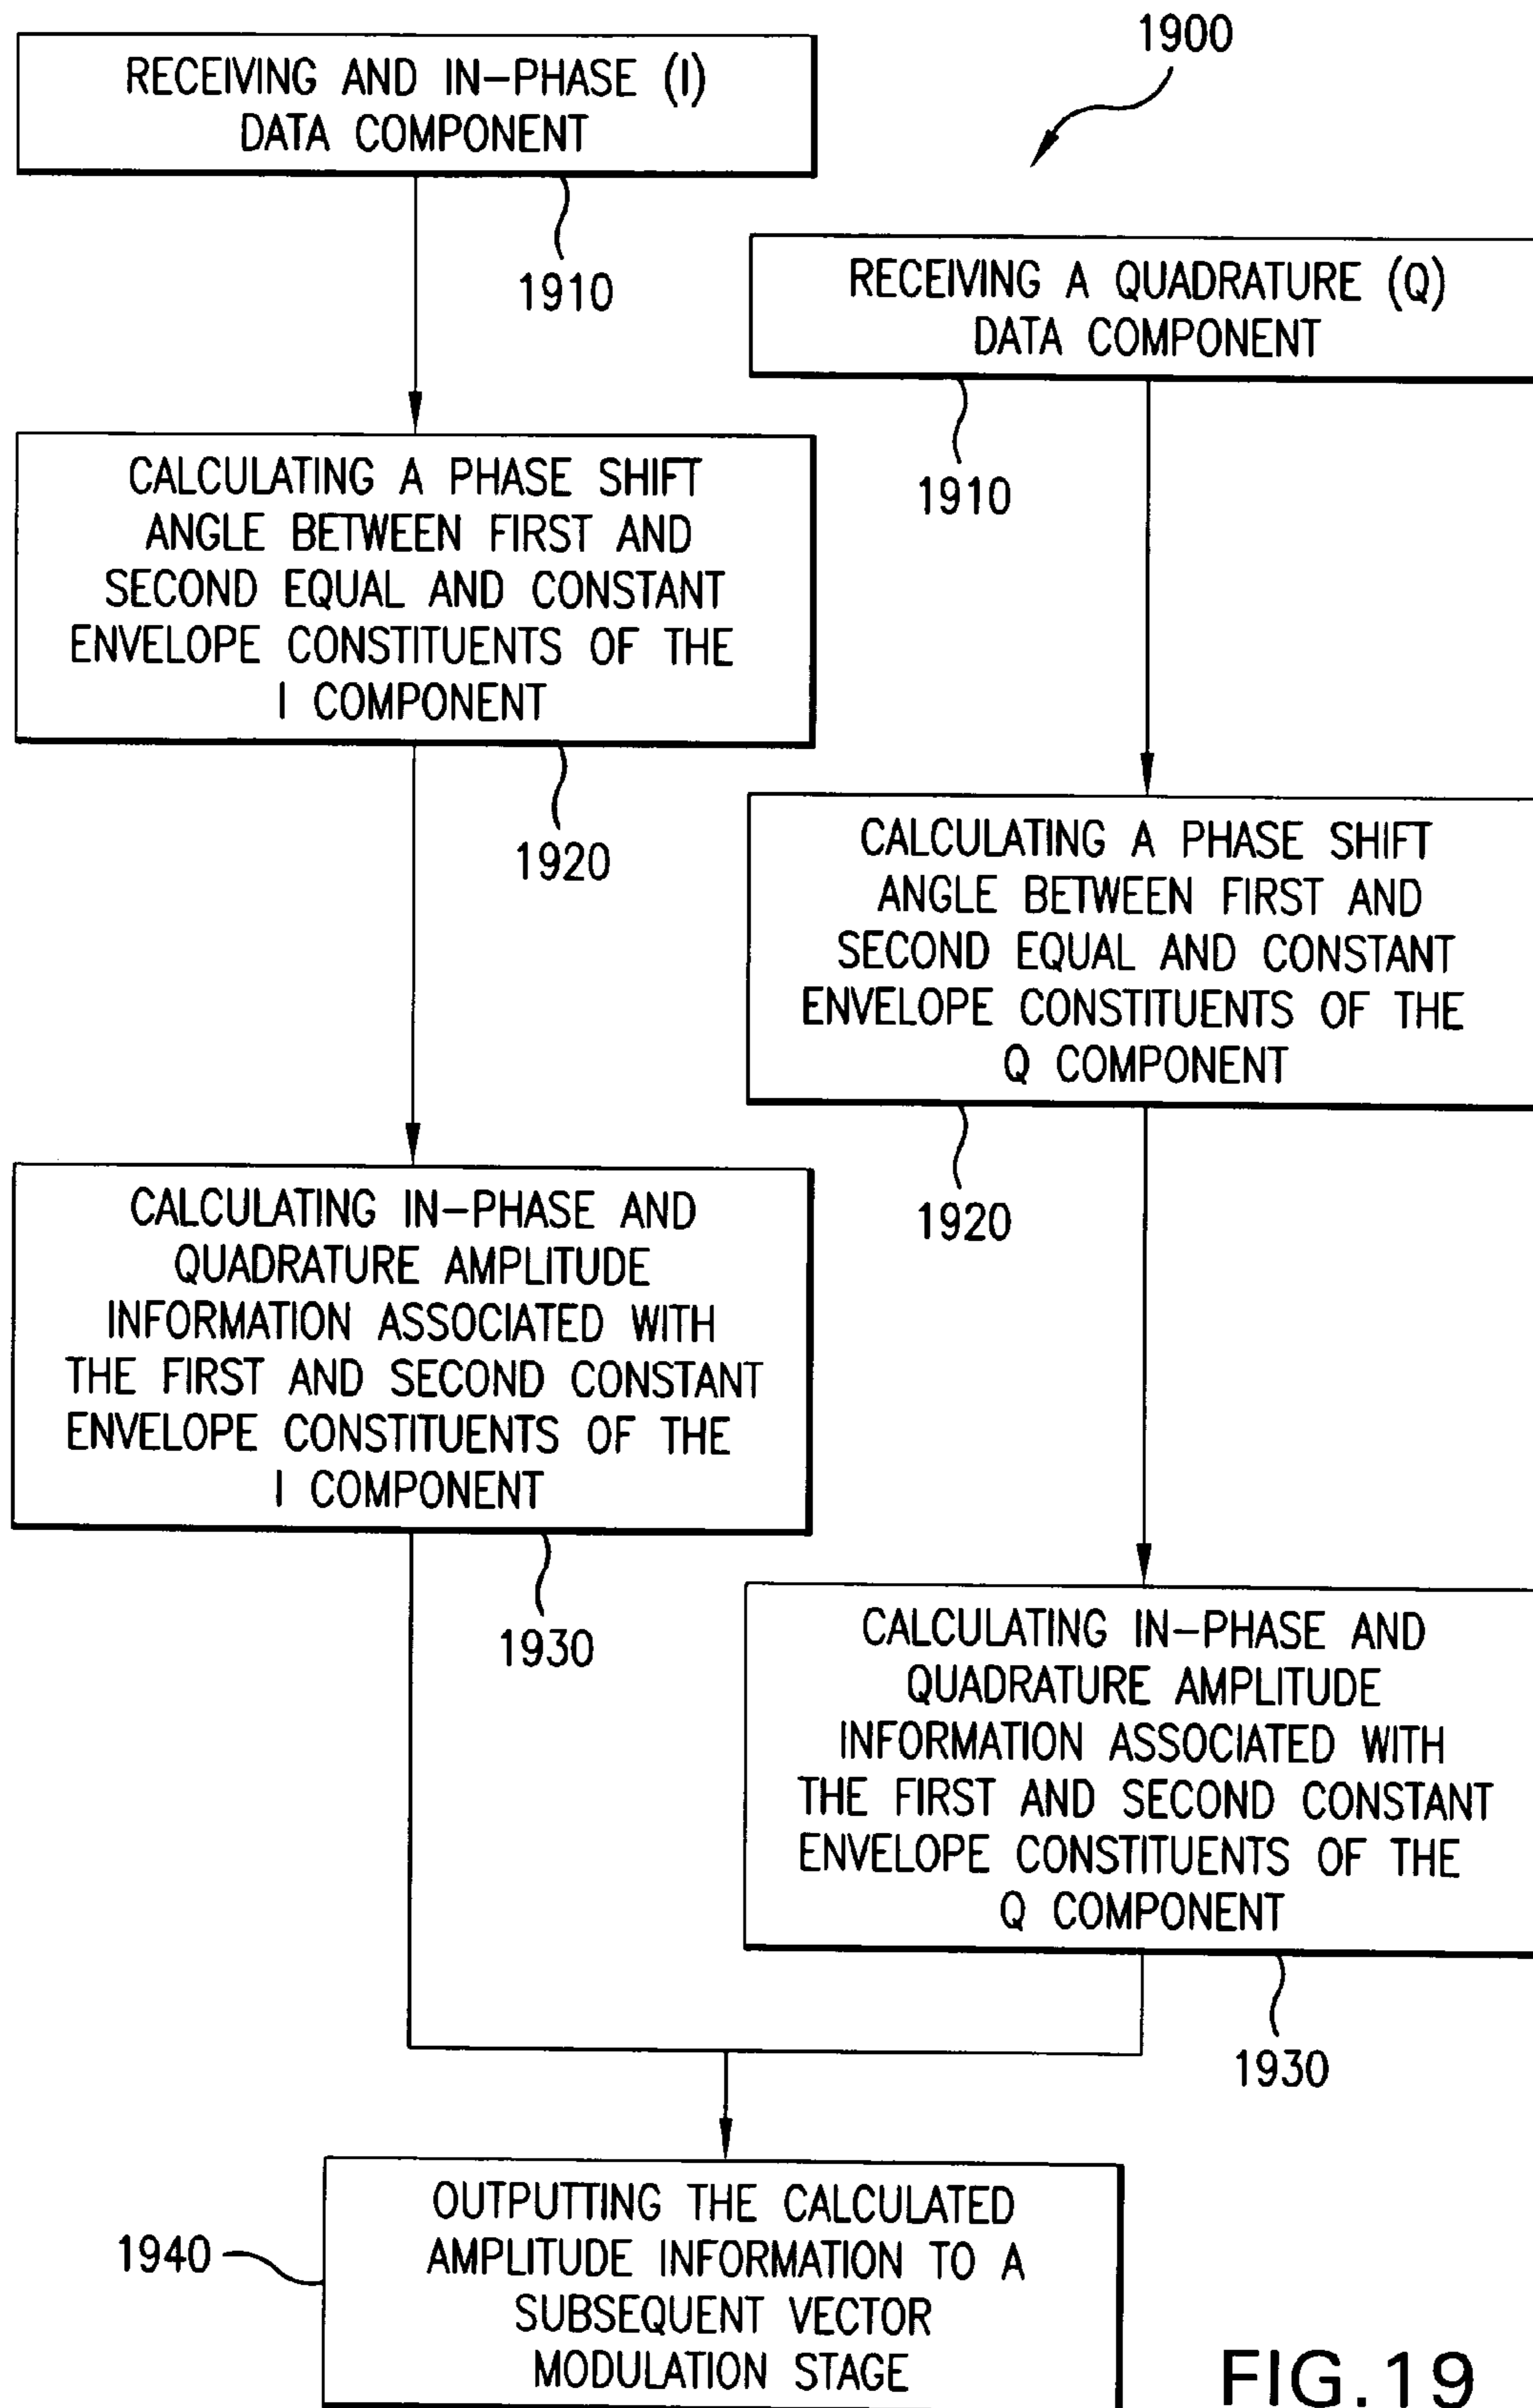 1900
RECEIVING AND IN-PHASE (I)
DATA COMPONENT
1910
RECEIVING A QUADRATURE (Q)
DATA COMPONENT
1910
CALCULATING A PHASE SHIFT
ANGLE BETWEEN FIRST AND
SECOND EQUAL AND CONSTANT
ENVELOPE CONSTITUENTS OF THE
I COMPONENT
1920
CALCULATING A PHASE SHIFT
ANGLE BETWEEN FIRST AND
SECOND EQUAL AND CONSTANT
ENVELOPE CONSTITUENTS OF THE
Q COMPONENT
1920
CALCULATING IN-PHASE AND
QUADRATURE AMPLITUDE
INFORMATION ASSOCIATED WITH
THE FIRST AND SECOND CONSTANT
ENVELOPE CONSTITUENTS OF THE
I COMPONENT
1930
CALCULATING IN-PHASE AND
QUADRATURE AMPLITUDE
INFORMATION ASSOCIATED WITH
THE FIRST AND SECOND CONSTANT
ENVELOPE CONSTITUENTS OF THE
Q COMPONENT
1930
1940
OUTPUTTING THE CALCULATED
AMPLITUDE INFORMATION TO A
SUBSEQUENT VECTOR
MODULATION STAGE
FIG.19